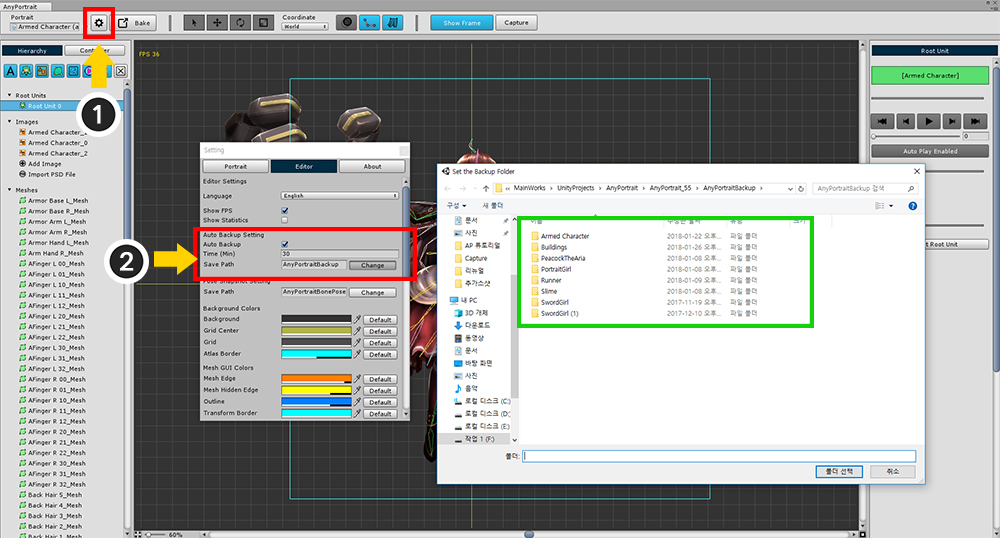 AnyPortrait
Portrait
Armed Character (a
Bake
Coordinate
World
Show Frame
Capture
Hierarchy
FPS 36
Root Units
Root Unit 0
Images
Armed Character_1
Armed Character_0
Armed Character_2
Add Image
Import PSD File
Meshes
Armor Base L_Mesh
Armor Base R_Mesh
Armor Arm L_Mesh
Armor Arm R_Mesh
Armor Hand L_Mesh
Arm Hand R_Mesh
AFinger L 00_Mesh
AFinger L 01_Mesh
AFinger L 10_Mesh
AFinger L 11_Mesh
AFinger L 12_Mesh
AFinger L 20_Mesh
AFinger L 21_Mesh
AFinger L 22_Mesh
AFinger L 30_Mesh
AFinger L 31_Mesh
AFinger L 32_Mesh
AFinger R 00_Mesh
AFinger R 01_Mesh
AFinger R 10_Mesh
AFinger R 11_Mesh
AFinger R 12_Mesh
AFinger R 20_Mesh
AFinger R 21_Mesh
AFinger R 22_Mesh
AFinger R 30_Mesh
AFinger R 31_Mesh
AFinger R 32_Mesh
Back Hair 5_Mesh
Back Hair 4_Mesh
Back Hair 3_Mesh
Back Hair 2_Mesh
Back Hair 1_Mesh
1
2
Setting
Portrait
Editor
About
Editor Settings
Language
English
Show FPS
Show Statistics
Auto Backup Setting
Auto Backup
Time (Min)
30
Save Path
AnyPortraitBackup
Change
Pose Snapshot Setting
Save Path
AnyPortraitBonePose
Change
Background Colors
Background
Default
Grid Center
Default
Grid
Default
Atlas Border
Default
Mesh GUI Colors
Mesh Edge
Default
Mesh Hidden Edge
Default
Outline
Default
Transform Border
Default
60%
Set the Backup Folder
« MainWorks > UnityProjects > AnyPortrait > AnyPortrait_55 > AnyPortraitBackup >
AnyPortraitBackup 검색
구성
새 폴더
문서
사진
AP 튜토리얼
Capture
리뉴얼
추가스샷
내 PC
3D 개체
다운로드
동영상
문서
바탕 화면
사진
음악
로컬 디스크 (C:)
로컬 디스크 (D:)
로컬 디스크 (E:)
작업 1 (F:)
이름
수정한 날짜
유형
크기
Armed Character 2018-01-22 오후... 파일 폴더
Buildings 2018-01-08 오후... 파일 폴더
PeacockTheAria 2018-01-08 오후... 파일 폴더
PortraitGirl 2018-01-08 오후... 파일 폴더
Runner 2018-01-09 오후... 파일 폴더
Slime 2018-01-08 오후... 파일 폴더
SwordGirl 2017-11-19 오후... 파일 폴더
SwordGirl (1) 2017-12-10 오후... 파일 폴더
폴더:
폴더 선택
취소
Root Unit
[Armed Character]
0
Auto Play Enabled
Root Unit